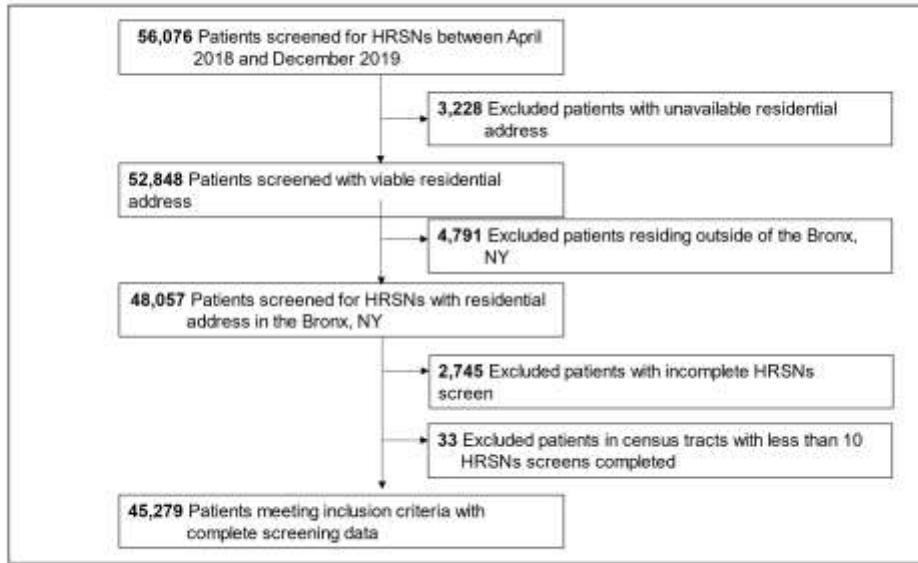 56,076 Patients screened for HRSNs between April
2018 and December 2019
3,228 Excluded patients with unavailable residential
address
52,848 Patients screened with viable residential
address
4,791 Excluded patients residing outside of the Bronx,
NY
48,057 Patients screened for HRSNs with residential
address in the Bronx, NY
2,745 Excluded patients with incomplete HRSNs
screen
33 Excluded patients in census tracts with less than 10
HRSNs screens completed
45,279 Patients meeting inclusion criteria with
complete screening data